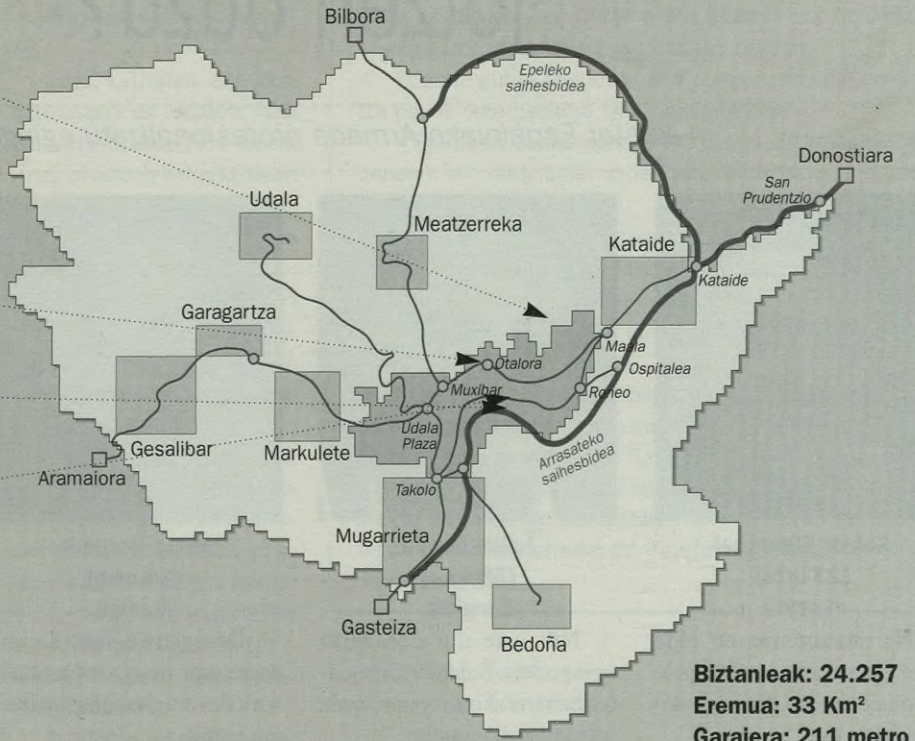 Bilbora
Epeleko
saihesbidea
Donostiara
San
Prudentzio
Udala
Meatzerreka
Kataide
Kataide
Garagartza
Maala
Otalora
Ospitalea
Muxibar
Roneo
Udala
Plaza
Gesalibar
Markulete
Arrasateko
saihesbidea
Aramaiora
Takolo
Mugarrieta
Gasteiza
Bedoña
Biztanleak: 24.257
Eremua: 33 Km²
Garaiera: 211 metro